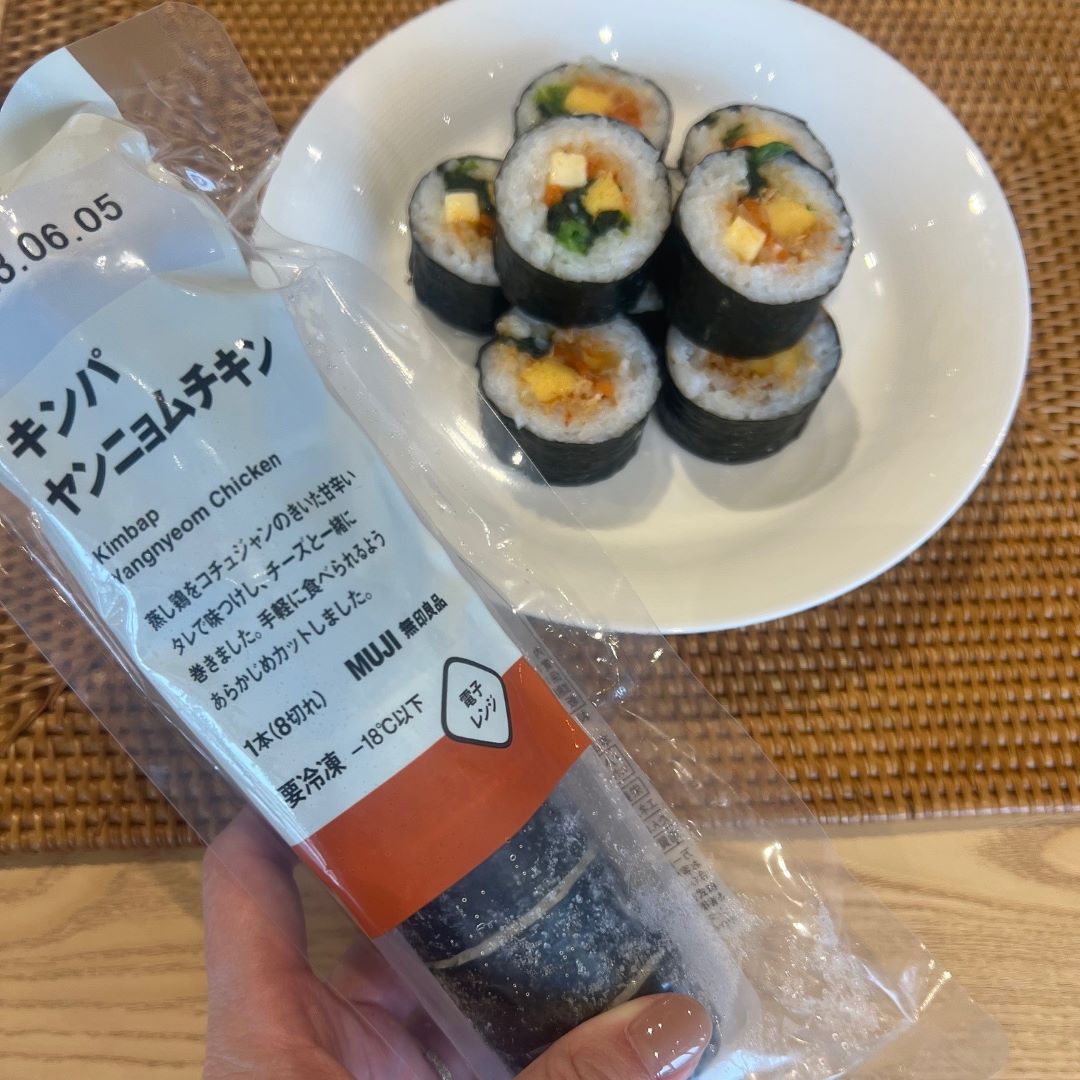 3.06.05
キンパ
ヤンニョムチキン
Kimbap
Yangnyeom Chicken
蒸し鶏をコチュジャンのきいた甘辛い
タレで味つけし、チーズと一緒に
巻きました。手軽に食べられるよう
あらかじめカットしました。
MUJI 無印良品
1本(8切れ)
電子
レンジ
要冷凍 −18℃以下